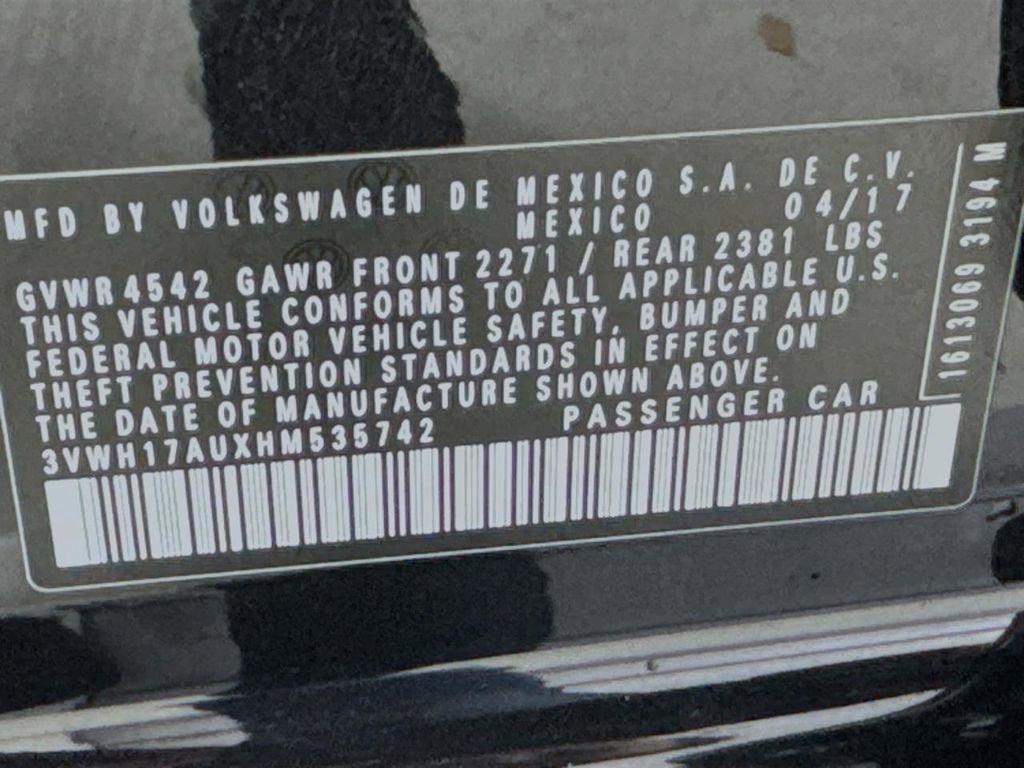 MFD BY VOLKSWAGEN DE MEXICO S.A. DE C.V.
MEXICO 04/17
GVWR 4542 GAWR FRONT 2271 / REAR 2381 LBS
THIS VEHICLE CONFORMS TO ALL APPLICABLE U.S.
FEDERAL MOTOR VEHICLE SAFETY, BUMPER AND
THEFT PREVENTION STANDARDS IN EFFECT ON
THE DATE OF MANUFACTURE SHOWN ABOVE.
3VWH17AUXHM535742 PASSENGER CAR
16131069 3194 M